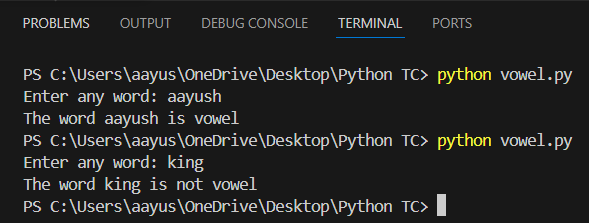 PROBLEMS OUTPUT DEBUG CONSOLE TERMINAL PORTS
PS C:\Users\aayus\OneDrive\Desktop\Python TC> python vowel.py
Enter any word: aayush
The word aayush is vowel
PS C:\Users\aayus\OneDrive\Desktop\Python TC> python vowel.py
Enter any word: king
The word king is not vowel
PS C:\Users\aayus\OneDrive\Desktop\Python TC>